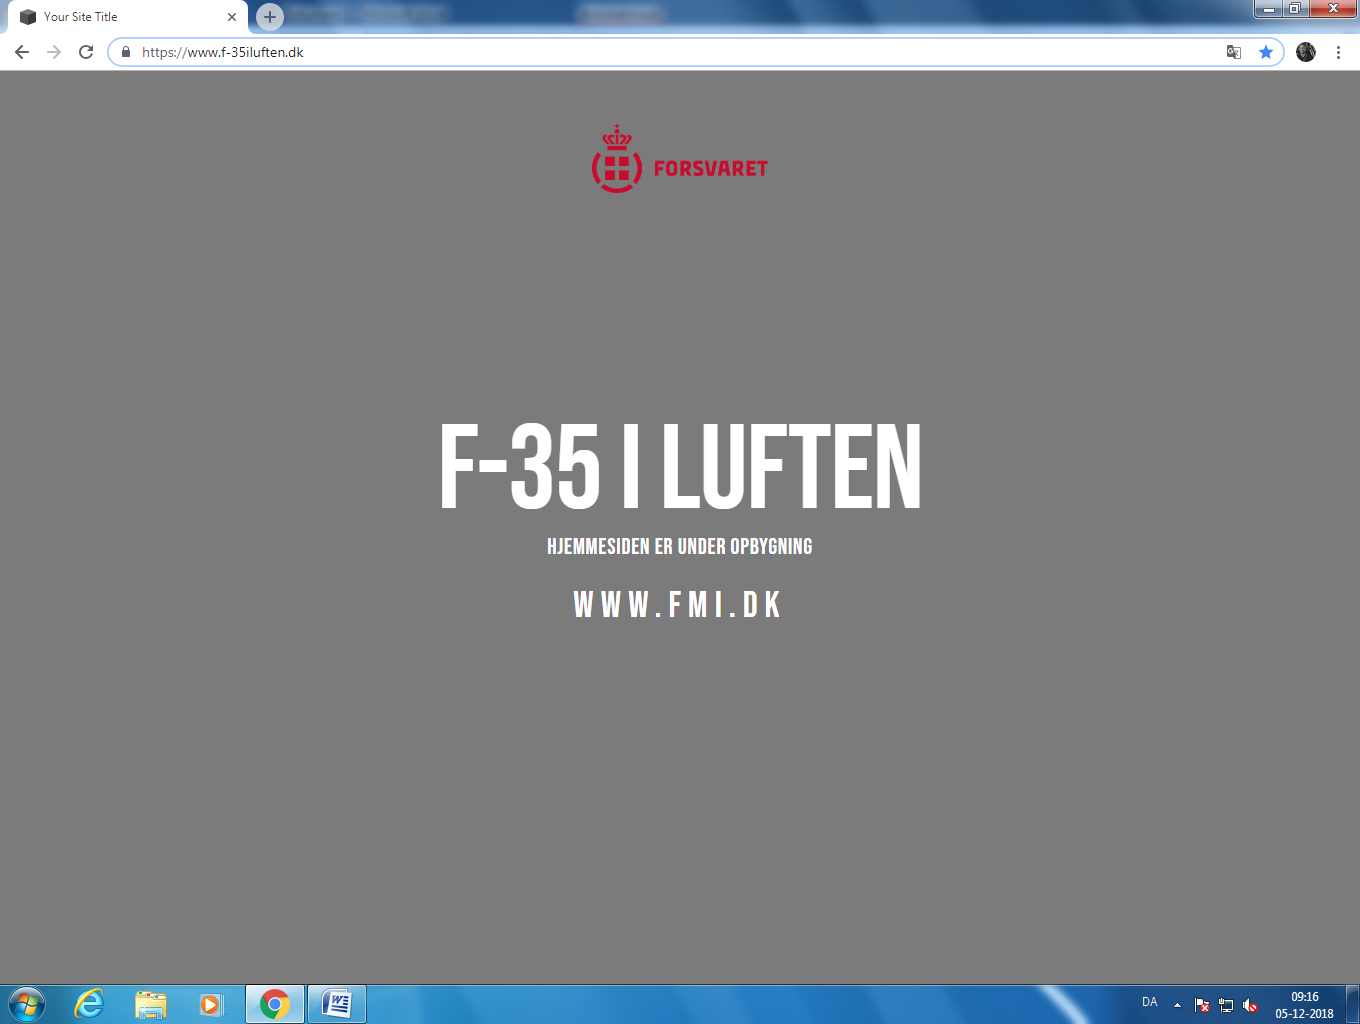 Your Site Title
https://www.f-35iluften.dk
FORSVARET
F-35 I LUFTEN
HJEMMESIDEN ER UNDER OPBYGNING
WWW.FMI.DK
DA
09:16
05-12-2018